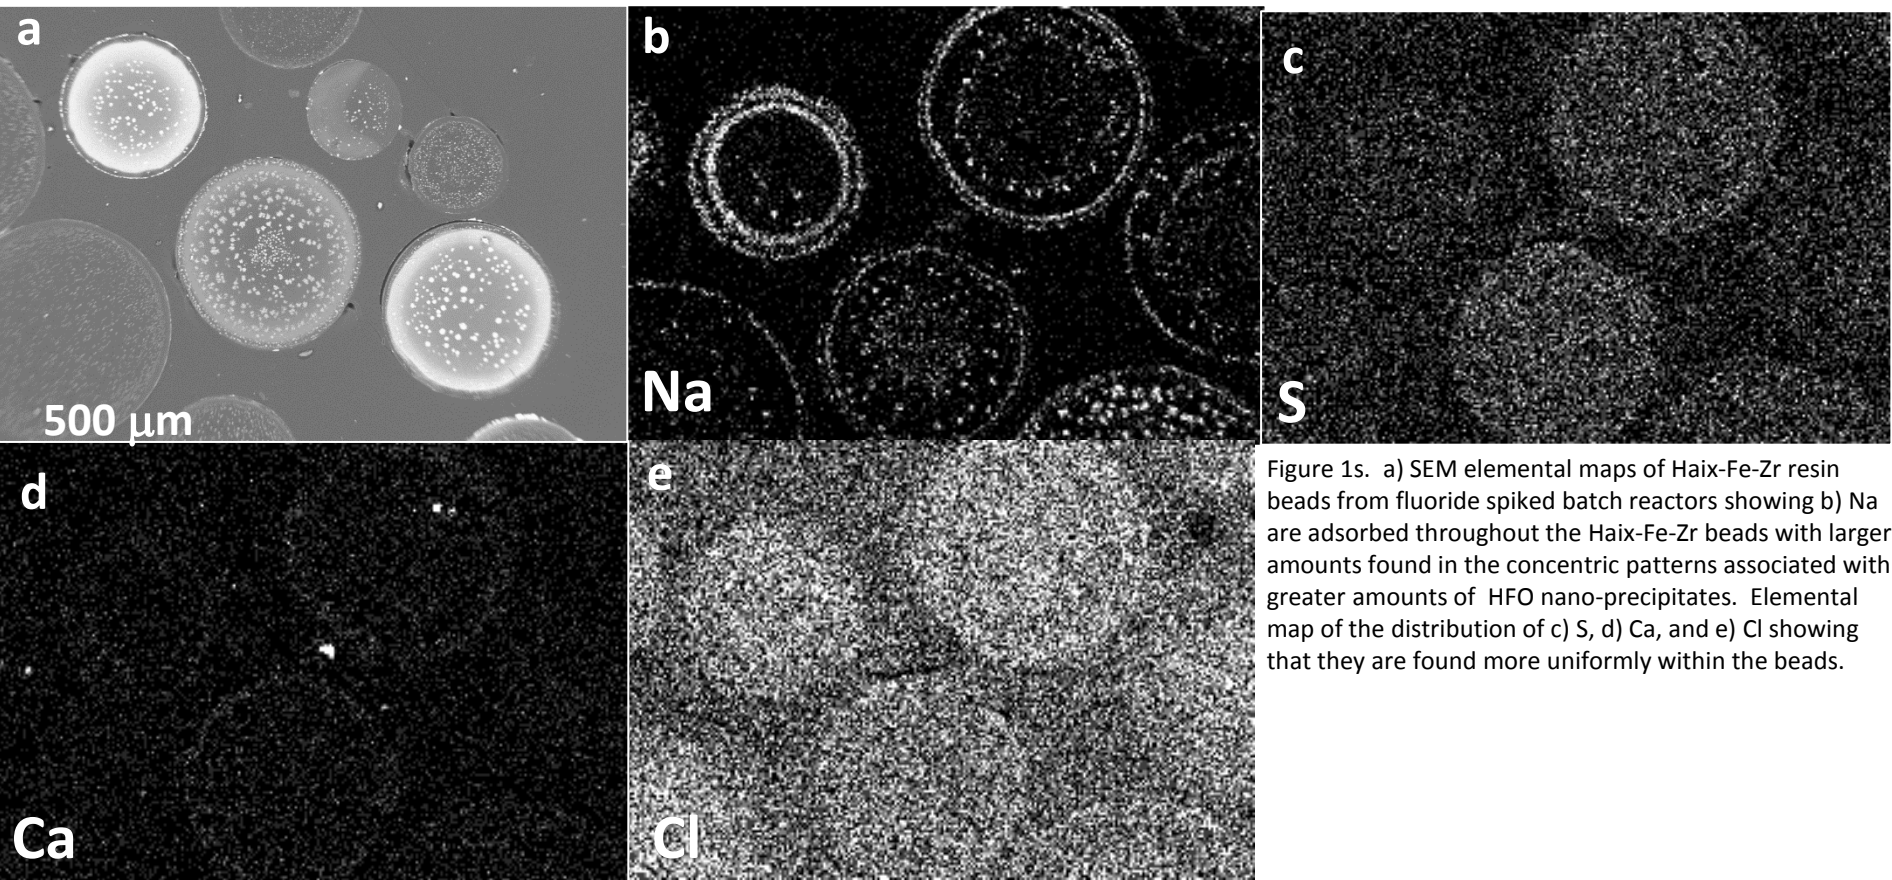 a
500 μm
b
Na
c
S
d
Ca
e
Cl
Figure 1s.  a) SEM elemental maps of Haix-Fe-Zr resin
beads from fluoride spiked batch reactors showing b) Na
are adsorbed throughout the Haix-Fe-Zr beads with larger
amounts found in the concentric patterns associated with
greater amounts of  HFO nano-precipitates.  Elemental
map of the distribution of c) S, d) Ca, and e) Cl showing
that they are found more uniformly within the beads.